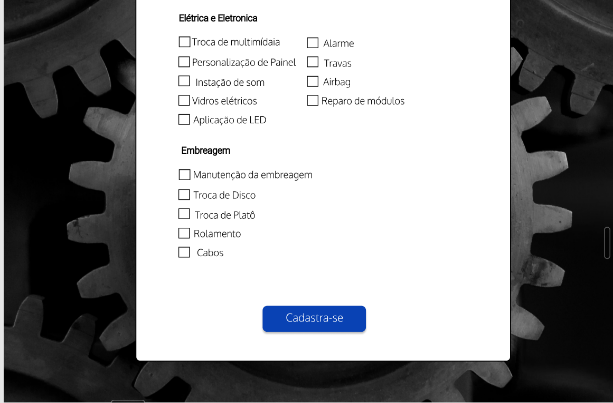 Elétrica e Eletronica
Troca de multimídaia
Alarme
Personalização de Painel
Travas
Instação de som
Airbag
Vidros elétricos
Reparo de módulos
Aplicação de LED
Embreagem
Manutenção da embreagem
Troca de Disco
Troca de Platô
Rolamento
Cabos
Cadastra-se